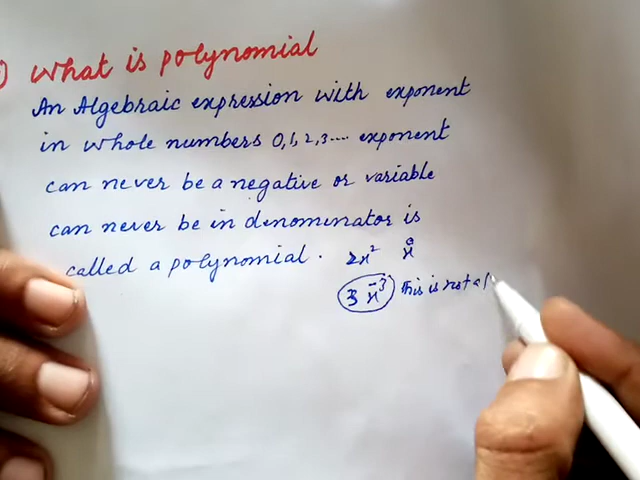 What is polynomial
An Algebraic expression with exponent
in whole numbers 0,1,2,3.... exponent
can never be a negative or variable
can never be in denominator is
called a polynomial. 2x² x⁰
3 x⁻³ This is not a